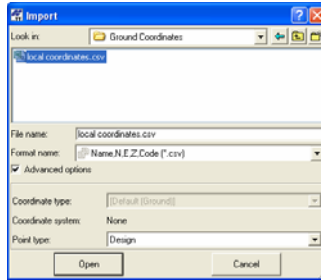 Import
Look in: Ground Coordinates
local coordinates.csv
File name: local coordinates.csv
Format name: Name,N,E,Z,Code (*.csv)
Advanced options
Coordinate type: [Default (Ground)]
Coordinate system: None
Point type: Design
Open Cancel